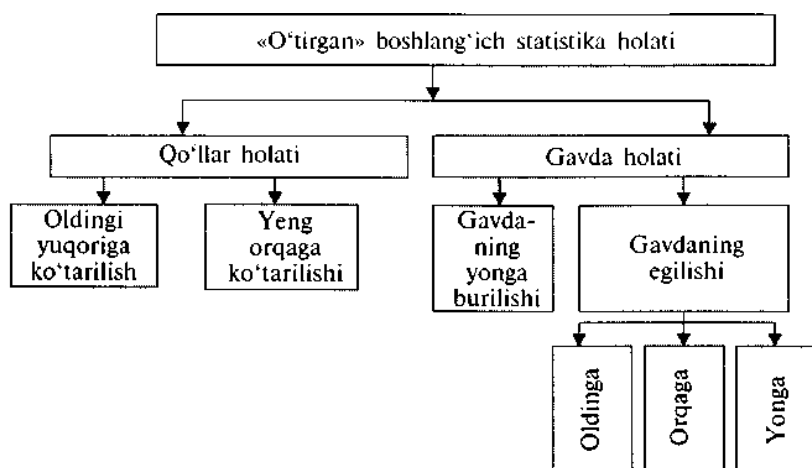 «O‘tirgan» boshlang‘ich statistika holati
Qo‘llar holati
Gavda holati
Oldingi
yuqoriga
ko‘tarilish
Yeng
orqaga
ko‘tarilishi
Gavda-
ning
yonga
burilishi
Gavdaning
egilishi
Oldinga
Orqaga
Yonga